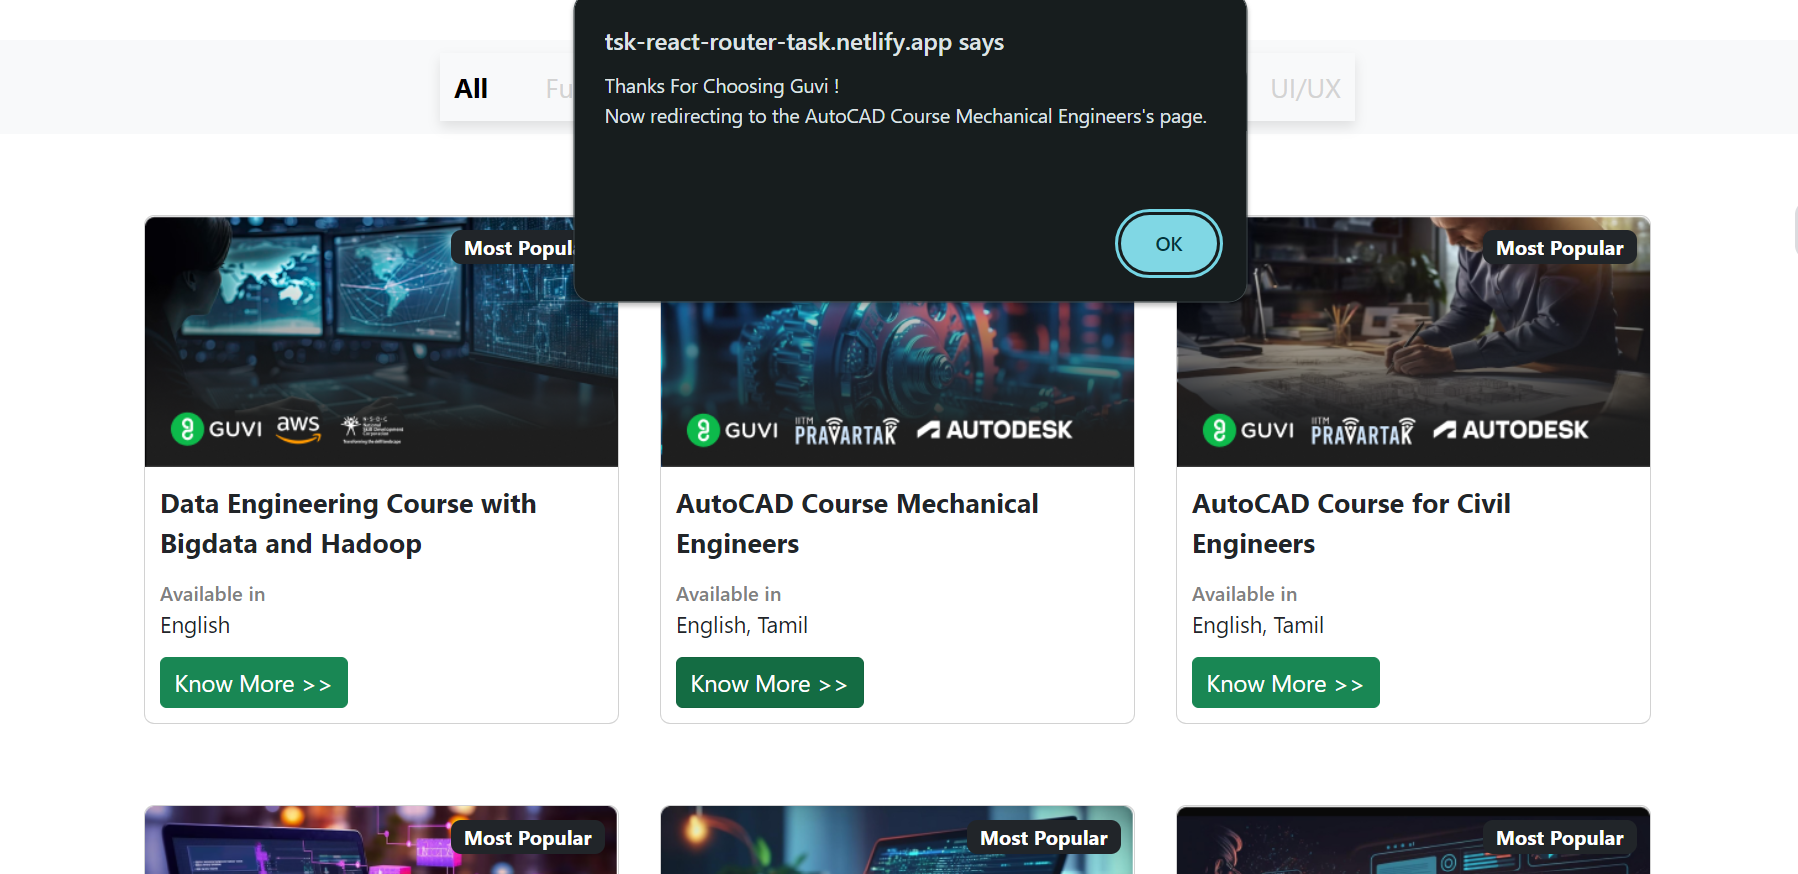 tsk-react-router-task.netlify.app says
Thanks For Choosing Guvi !
Now redirecting to the AutoCAD Course Mechanical Engineers's page.
OK
All
UI/UX
Most Popular
GUVI aws
GUVI IITM PRAVARTAK AUTODESK
GUVI IITM PRAVARTAK AUTODESK
Data Engineering Course with
Bigdata and Hadoop
Available in
English
Know More >>
AutoCAD Course Mechanical
Engineers
Available in
English, Tamil
Know More >>
AutoCAD Course for Civil
Engineers
Available in
English, Tamil
Know More >>
Most Popular
Most Popular
Most Popular